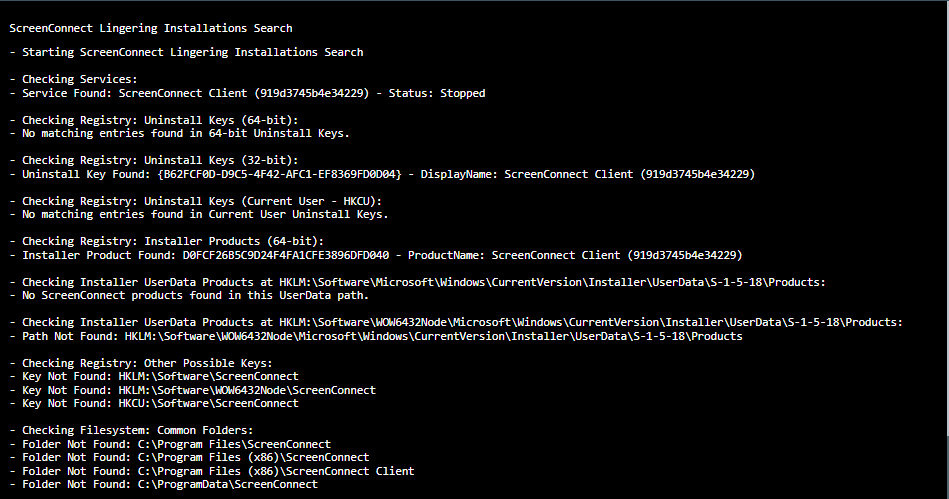 ScreenConnect Lingering Installations Search
- Starting ScreenConnect Lingering Installations Search
- Checking Services:
- Service Found: ScreenConnect Client (919d3745b4e34229) - Status: Stopped
- Checking Registry: Uninstall Keys (64-bit):
- No matching entries found in 64-bit Uninstall Keys.
- Checking Registry: Uninstall Keys (32-bit):
- Uninstall Key Found: {B62FCF0D-D9C5-4F42-AFC1-EF8369FD0D04} - DisplayName: ScreenConnect Client (919d3745b4e34229)
- Checking Registry: Uninstall Keys (Current User - HKCU):
- No matching entries found in Current User Uninstall Keys.
- Checking Registry: Installer Products (64-bit):
- Installer Product Found: D0FCF26B5C9D24F4FA1CFE3896DFD040 - ProductName: ScreenConnect Client (919d3745b4e34229)
- Checking Installer UserData Products at HKLM:\Software\Microsoft\Windows\CurrentVersion\Installer\UserData\S-1-5-18\Products:
- No ScreenConnect products found in this UserData path.
- Checking Installer UserData Products at HKLM:\Software\WOW6432Node\Microsoft\Windows\CurrentVersion\Installer\UserData\S-1-5-18\Products:
- Path Not Found: HKLM:\Software\WOW6432Node\Microsoft\Windows\CurrentVersion\Installer\UserData\S-1-5-18\Products
- Checking Registry: Other Possible Keys:
- Key Not Found: HKLM:\Software\ScreenConnect
- Key Not Found: HKLM:\Software\WOW6432Node\ScreenConnect
- Key Not Found: HKCU:\Software\ScreenConnect
- Checking Filesystem: Common Folders:
- Folder Not Found: C:\Program Files\ScreenConnect
- Folder Not Found: C:\Program Files (x86)\ScreenConnect
- Folder Not Found: C:\Program Files (x86)\ScreenConnect Client
- Folder Not Found: C:\ProgramData\ScreenConnect